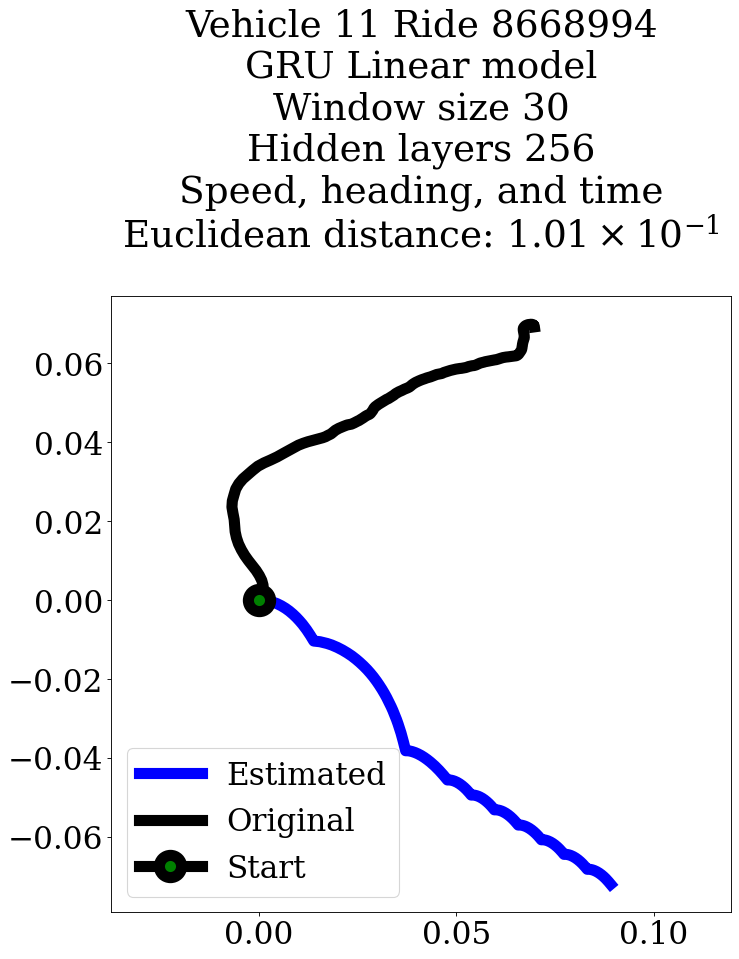 Vehicle 11 Ride 8668994
GRU Linear model
Window size 30
Hidden layers 256
Speed, heading, and time
Euclidean distance: 1.01 × 10⁻¹
0.06
0.04
0.02
0.00
−0.02
−0.04
−0.06
Estimated
Original
Start
0.00 0.05 0.10